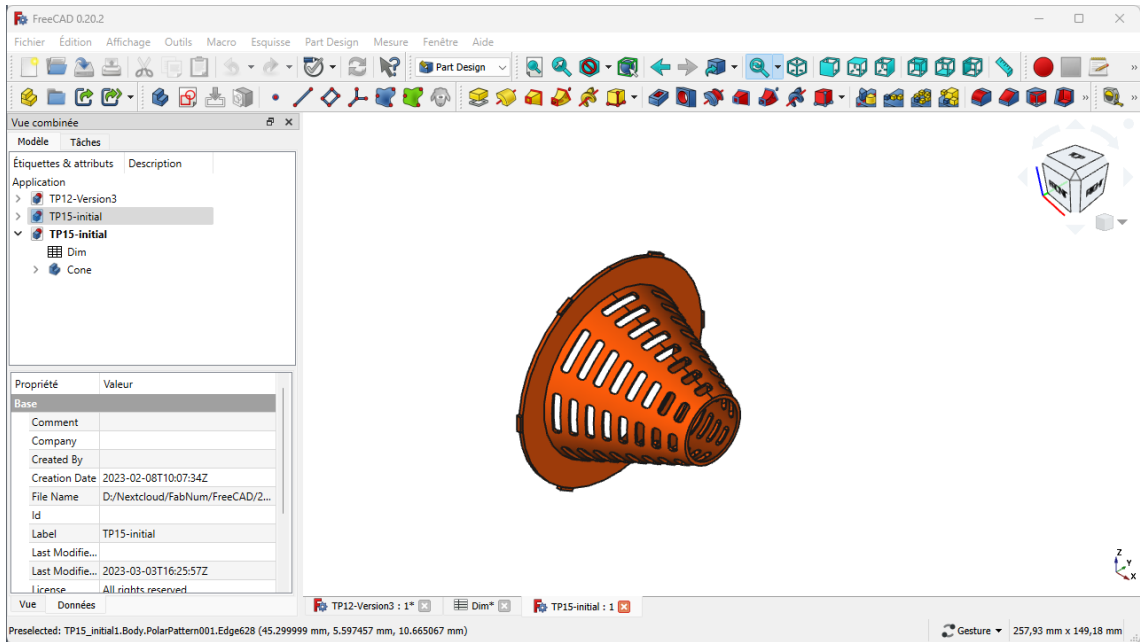 FreeCAD 0.20.2
Fichier Édition Affichage Outils Macro Esquisse Part Design Mesure Fenêtre Aide
Part Design
Vue combinée
Modèle Tâches
Étiquettes & attributs Description
Application
TP12-Version3
TP15-initial
TP15-initial
Dim
Cone
Propriété Valeur
Base
Comment
Company
Created By
Creation Date 2023-02-08T10:07:34Z
File Name D:/Nextcloud/FabNum/FreeCAD/2...
Id
Label TP15-initial
Last Modifie...
Last Modifie... 2023-03-03T16:25:57Z
License All rights reserved
Vue Données
TP12-Version3 : 1* Dim* TP15-initial : 1
Z
Y
X
Preselected: TP15_initial1.Body.PolarPattern001.Edge628 (45.299999 mm, 5.597457 mm, 10.665067 mm) Gesture 257,93 mm x 149,18 mm